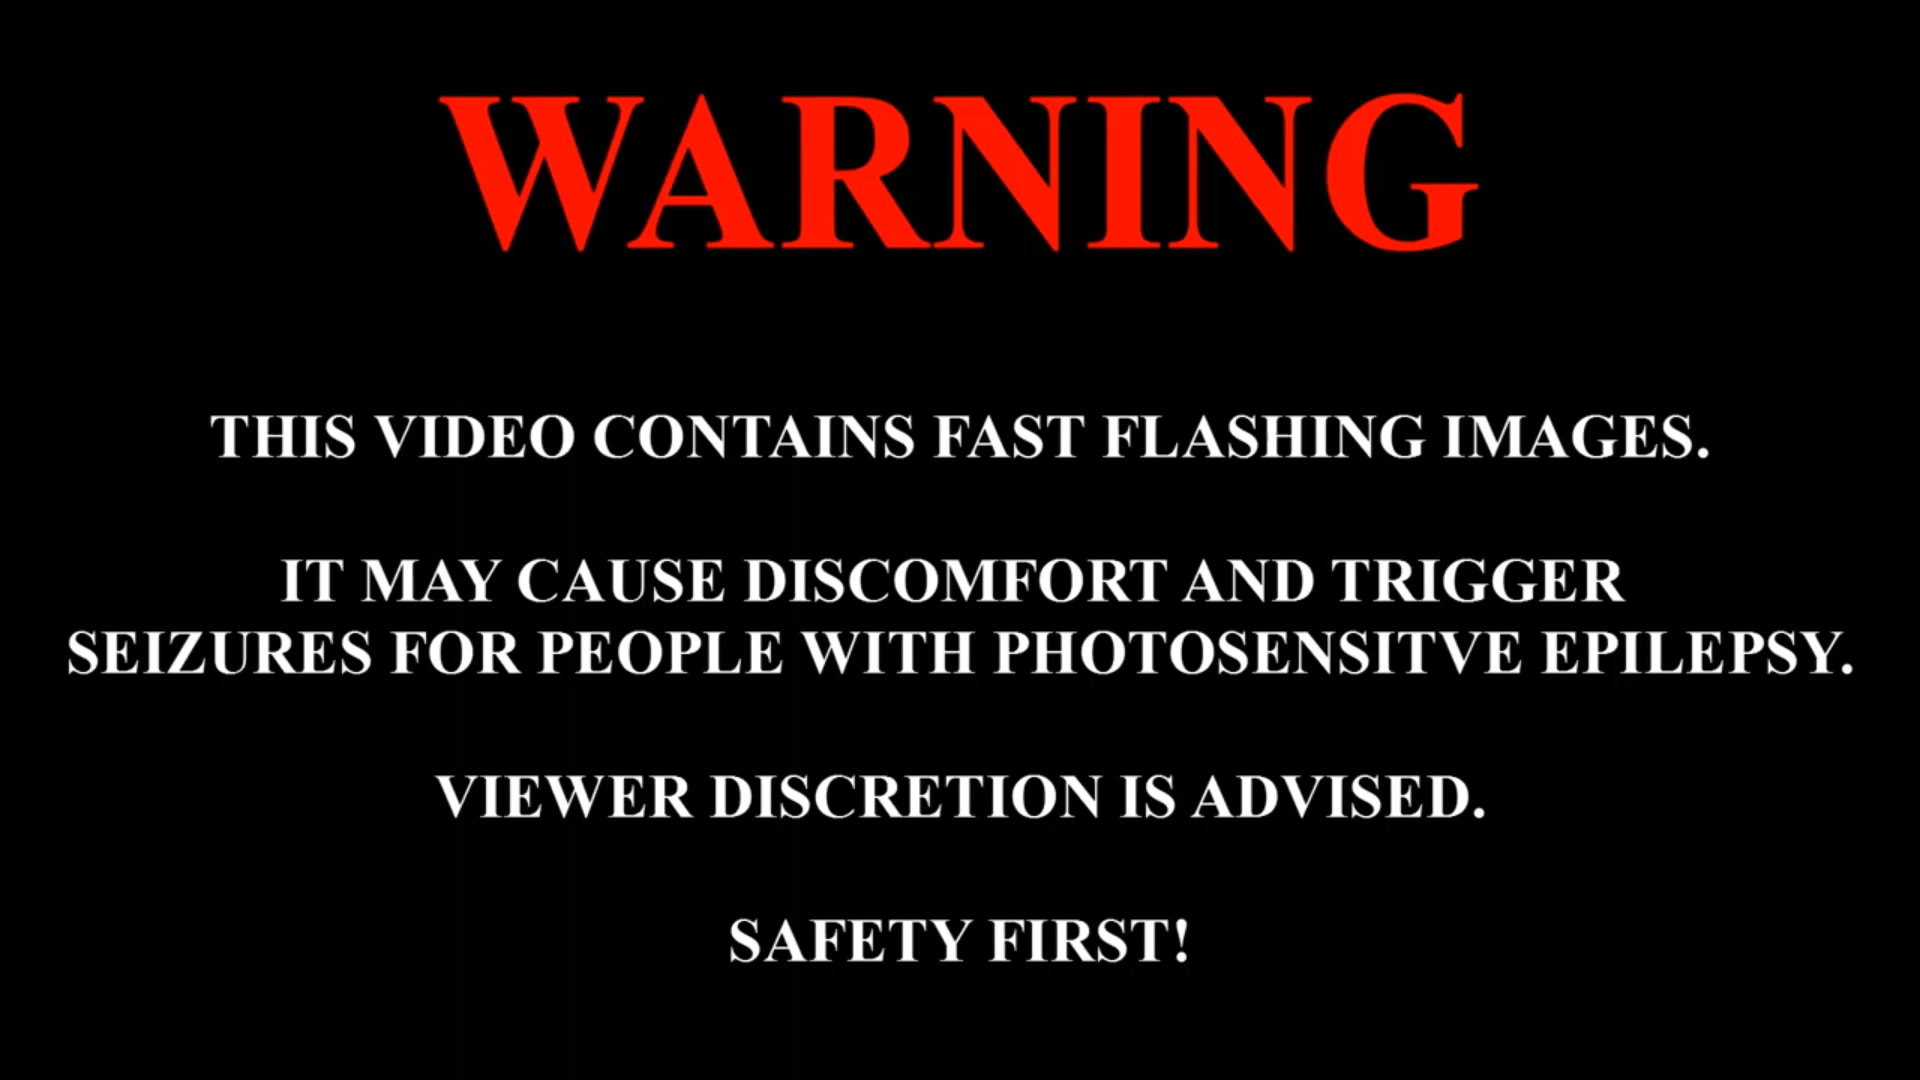 WARNING
THIS VIDEO CONTAINS FAST FLASHING IMAGES.
IT MAY CAUSE DISCOMFORT AND TRIGGER
SEIZURES FOR PEOPLE WITH PHOTOSENSITVE EPILEPSY.
VIEWER DISCRETION IS ADVISED.
SAFETY FIRST!